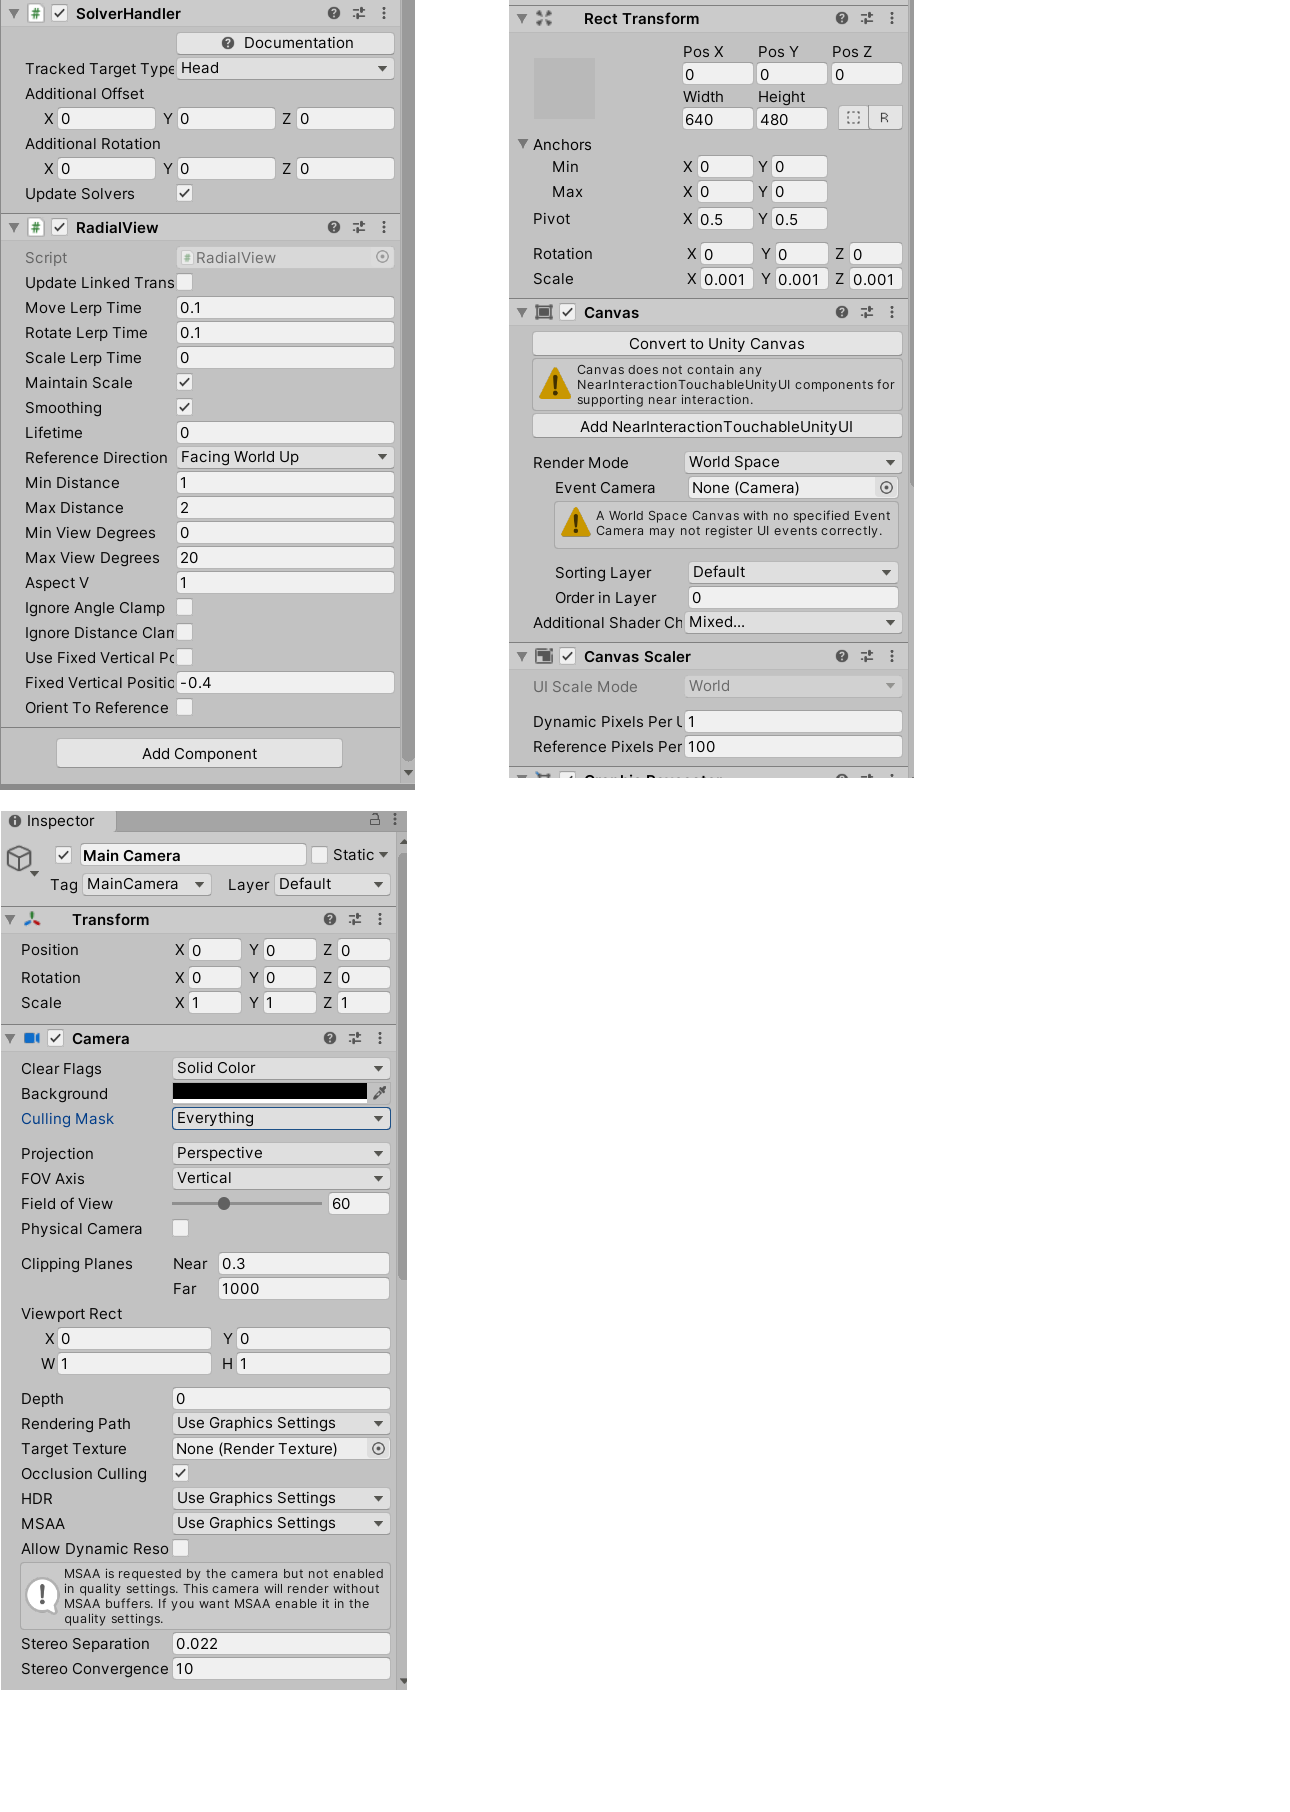 SolverHandler
Documentation
Tracked Target Type Head
Additional Offset
X 0 Y 0 Z 0
Additional Rotation
X 0 Y 0 Z 0
Update Solvers
RadialView
Script RadialView
Update Linked Trans
Move Lerp Time 0.1
Rotate Lerp Time 0.1
Scale Lerp Time 0
Maintain Scale
Smoothing
Lifetime 0
Reference Direction Facing World Up
Min Distance 1
Max Distance 2
Min View Degrees 0
Max View Degrees 20
Aspect V 1
Ignore Angle Clamp
Ignore Distance Clam
Use Fixed Vertical Po
Fixed Vertical Positio -0.4
Orient To Reference
Add Component
Rect Transform
Pos X Pos Y Pos Z
0 0 0
Width Height
640 480 R
Anchors
Min X 0 Y 0
Max X 0 Y 0
Pivot X 0.5 Y 0.5
Rotation X 0 Y 0 Z 0
Scale X 0.001 Y 0.001 Z 0.001
Canvas
Convert to Unity Canvas
Canvas does not contain any
NearInteractionTouchableUnityUI components for
supporting near interaction.
Add NearInteractionTouchableUnityUI
Render Mode World Space
Event Camera None (Camera)
A World Space Canvas with no specified Event
Camera may not register UI events correctly.
Sorting Layer Default
Order in Layer 0
Additional Shader Ch Mixed...
Canvas Scaler
UI Scale Mode World
Dynamic Pixels Per U 1
Reference Pixels Per 100
Inspector
Main Camera Static
Tag MainCamera Layer Default
Transform
Position X 0 Y 0 Z 0
Rotation X 0 Y 0 Z 0
Scale X 1 Y 1 Z 1
Camera
Clear Flags Solid Color
Background
Culling Mask Everything
Projection Perspective
FOV Axis Vertical
Field of View 60
Physical Camera
Clipping Planes Near 0.3
Far 1000
Viewport Rect
X 0 Y 0
W 1 H 1
Depth 0
Rendering Path Use Graphics Settings
Target Texture None (Render Texture)
Occlusion Culling
HDR Use Graphics Settings
MSAA Use Graphics Settings
Allow Dynamic Reso
MSAA is requested by the camera but not enabled
in quality settings. This camera will render without
MSAA buffers. If you want MSAA enable it in the
quality settings.
Stereo Separation 0.022
Stereo Convergence 10